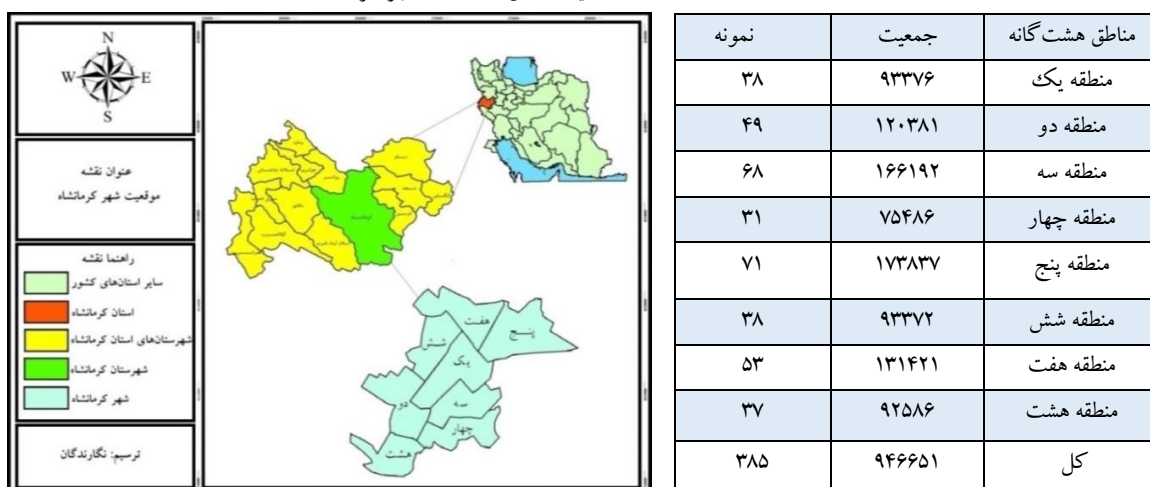 N
W E
S
عنوان نقشه
موقعیت شهر کرمانشاه
راهنما نقشه
سایر استان‌های کشور
استان کرمانشاه
شهرستان‌های استان کرمانشاه
شهرستان کرمانشاه
شهر کرمانشاه
ترسیم: نگارندگان
هفت
پنج
شش
یک
دو
سه
چهار
هشت
مناطق هشت‌گانه جمعیت نمونه
منطقه یک ۹۳۳۷۶ ۳۸
منطقه دو ۱۲۰۳۸۱ ۴۹
منطقه سه ۱۶۶۱۹۲ ۶۸
منطقه چهار ۷۵۴۸۶ ۳۱
منطقه پنج ۱۷۳۸۳۷ ۷۱
منطقه شش ۹۳۳۷۲ ۳۸
منطقه هفت ۱۳۱۴۲۱ ۵۳
منطقه هشت ۹۲۵۸۶ ۳۷
کل ۹۴۶۶۵۱ ۳۸۵